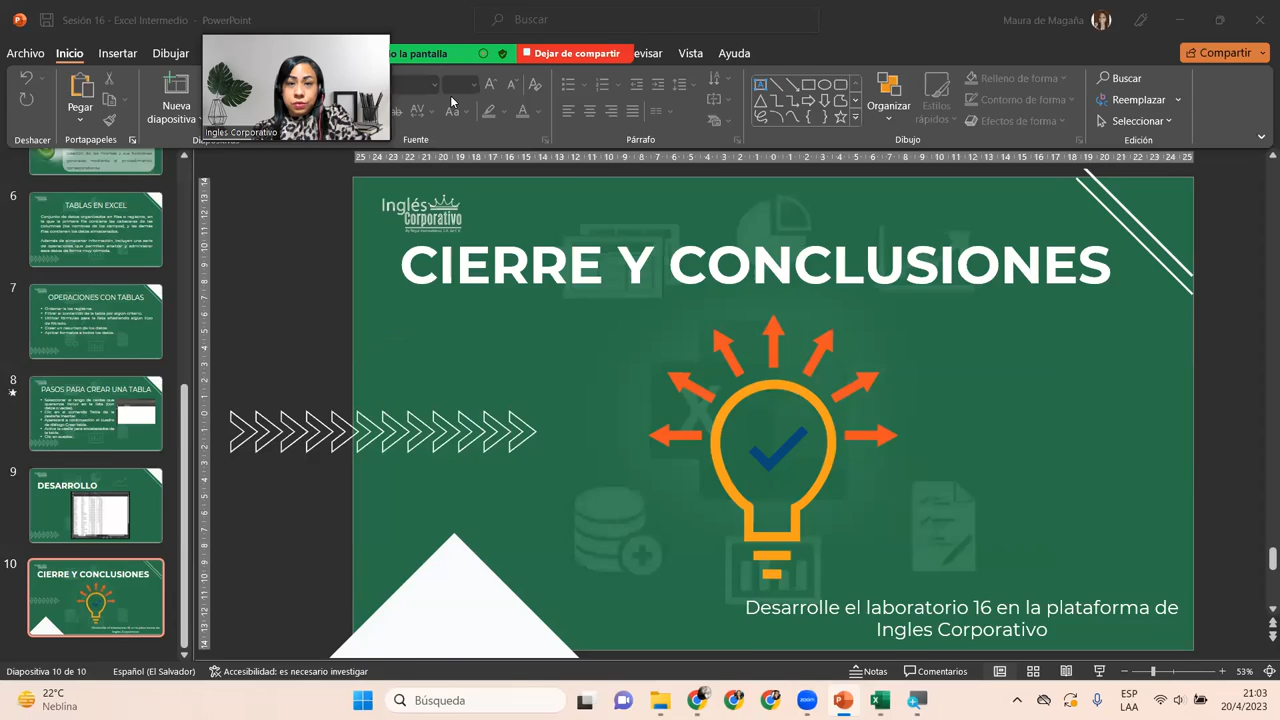 Sesión 16 - Excel Intermedio - PowerPoint
Buscar
Maura de Magaña
Archivo Inicio Insertar Dibujar
o la pantalla
Dejar de compartir
evisar Vista Ayuda
Compartir
Pegar
Nueva
diapositiva
Organizar
Estilos
rápidos
Relleno de forma
Contorno de forma
Efectos de forma
Buscar
Reemplazar
Seleccionar
Ingles Corporativo
Deshacer
Portapapeles
Fuente
Párrafo
Dibujo
Edición
6
TABLAS EN EXCEL
7
OPERACIONES CON TABLAS
8
PASOS PARA CREAR UNA TABLA
9
DESARROLLO
10
CIERRE Y CONCLUSIONES
Inglés
Corporativo
CIERRE Y CONCLUSIONES
Desarrolle el laboratorio 16 en la plataforma de
Ingles Corporativo
Diapositiva 10 de 10
Español (El Salvador)
Accesibilidad: es necesario investigar
Notas
Comentarios
53%
22°C
Neblina
Búsqueda
ESP
LAA
21:03
20/4/2023